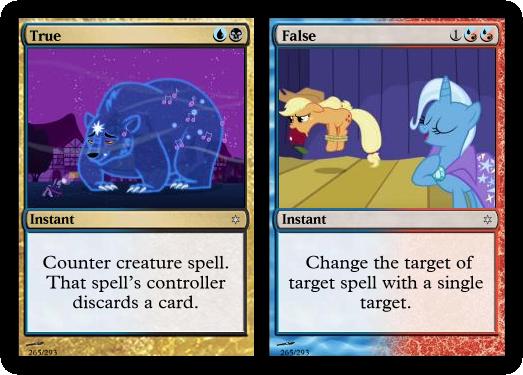 True
Instant
Counter creature spell.
That spell's controller
discards a card.
265/293
False
1
Instant
Change the target of
target spell with a single
target.
265/293